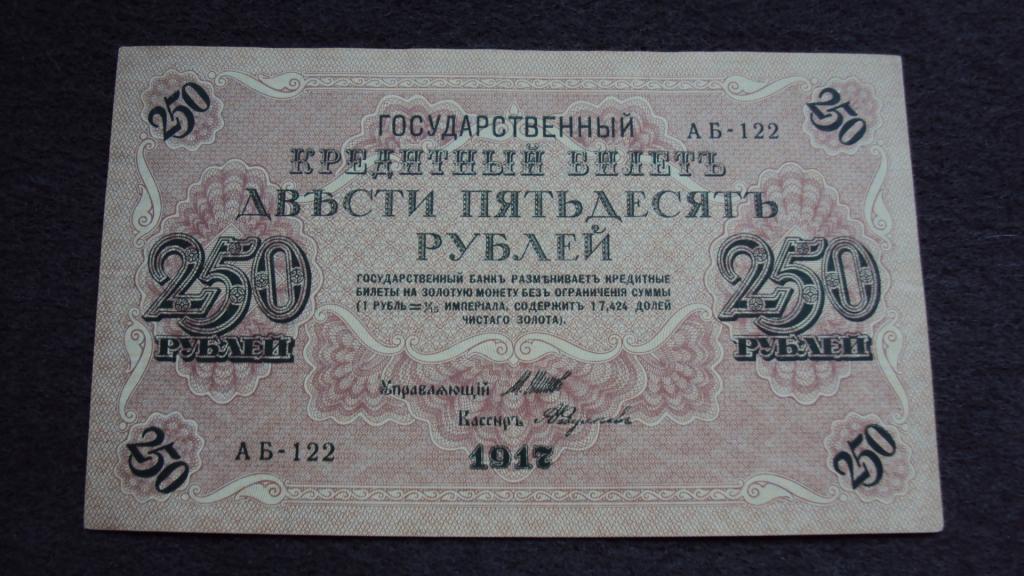 250
250
ГОСУДАРСТВЕННЫЙ
АБ-122
КРЕДИТНЫЙ БИЛЕТЪ
ДВѢСТИ ПЯТЬДЕСЯТЪ
РУБЛЕЙ
250
РУБЛЕЙ
ГОСУДАРСТВЕННЫЙ БАНКЪ РАЗМѢНИВАЕТЪ КРЕДИТНЫЕ
БИЛЕТЫ НА ЗОЛОТУЮ МОНЕТУ БЕЗЪ ОГРАНИЧЕНІЯ СУММЫ
(1 РУБЛЬ = 1/15 ИМПЕРІАЛА, СОДЕРЖИТЪ 17,424 ДОЛЕЙ
ЧИСТАГО ЗОЛОТА).
250
РУБЛЕЙ
Управляющій
Кассиръ
АБ-122
1917
250
250